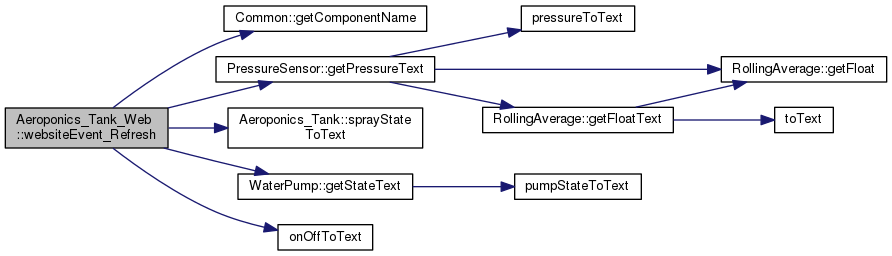 Aeroponics_Tank_Web
::websiteEvent_Refresh
Common::getComponentName
PressureSensor::getPressureText
Aeroponics_Tank::sprayState
ToText
WaterPump::getStateText
onOffToText
pressureToText
RollingAverage::getFloatText
pumpStateToText
RollingAverage::getFloat
toText